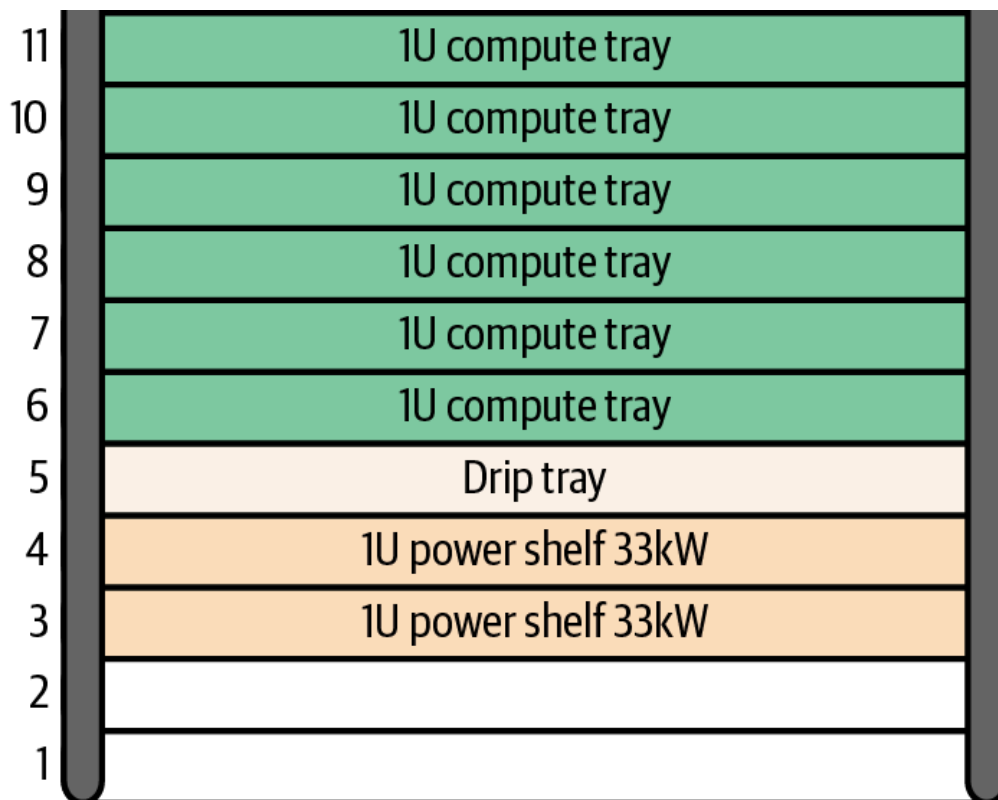 11 1U compute tray
10 1U compute tray
9 1U compute tray
8 1U compute tray
7 1U compute tray
6 1U compute tray
5 Drip tray
4 1U power shelf 33kW
3 1U power shelf 33kW
2
1